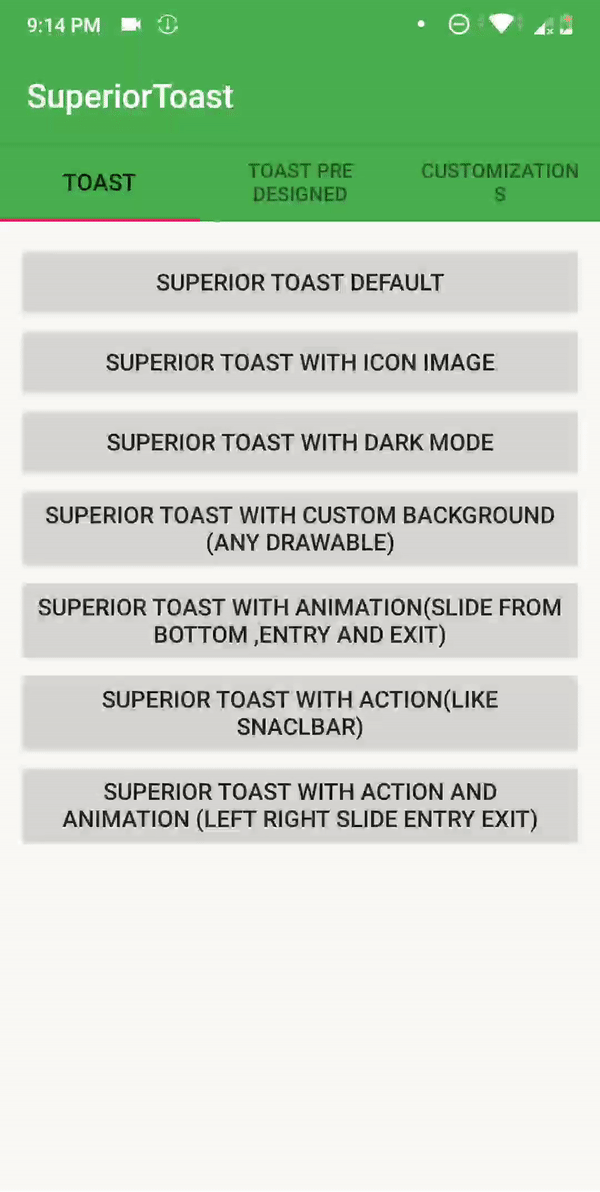 9:14 PM
SuperiorToast
TOAST
TOAST PRE
DESIGNED
CUSTOMIZATION
S
SUPERIOR TOAST DEFAULT
SUPERIOR TOAST WITH ICON IMAGE
SUPERIOR TOAST WITH DARK MODE
SUPERIOR TOAST WITH CUSTOM BACKGROUND
(ANY DRAWABLE)
SUPERIOR TOAST WITH ANIMATION(SLIDE FROM
BOTTOM ,ENTRY AND EXIT)
SUPERIOR TOAST WITH ACTION(LIKE
SNACLBAR)
SUPERIOR TOAST WITH ACTION AND
ANIMATION (LEFT RIGHT SLIDE ENTRY EXIT)